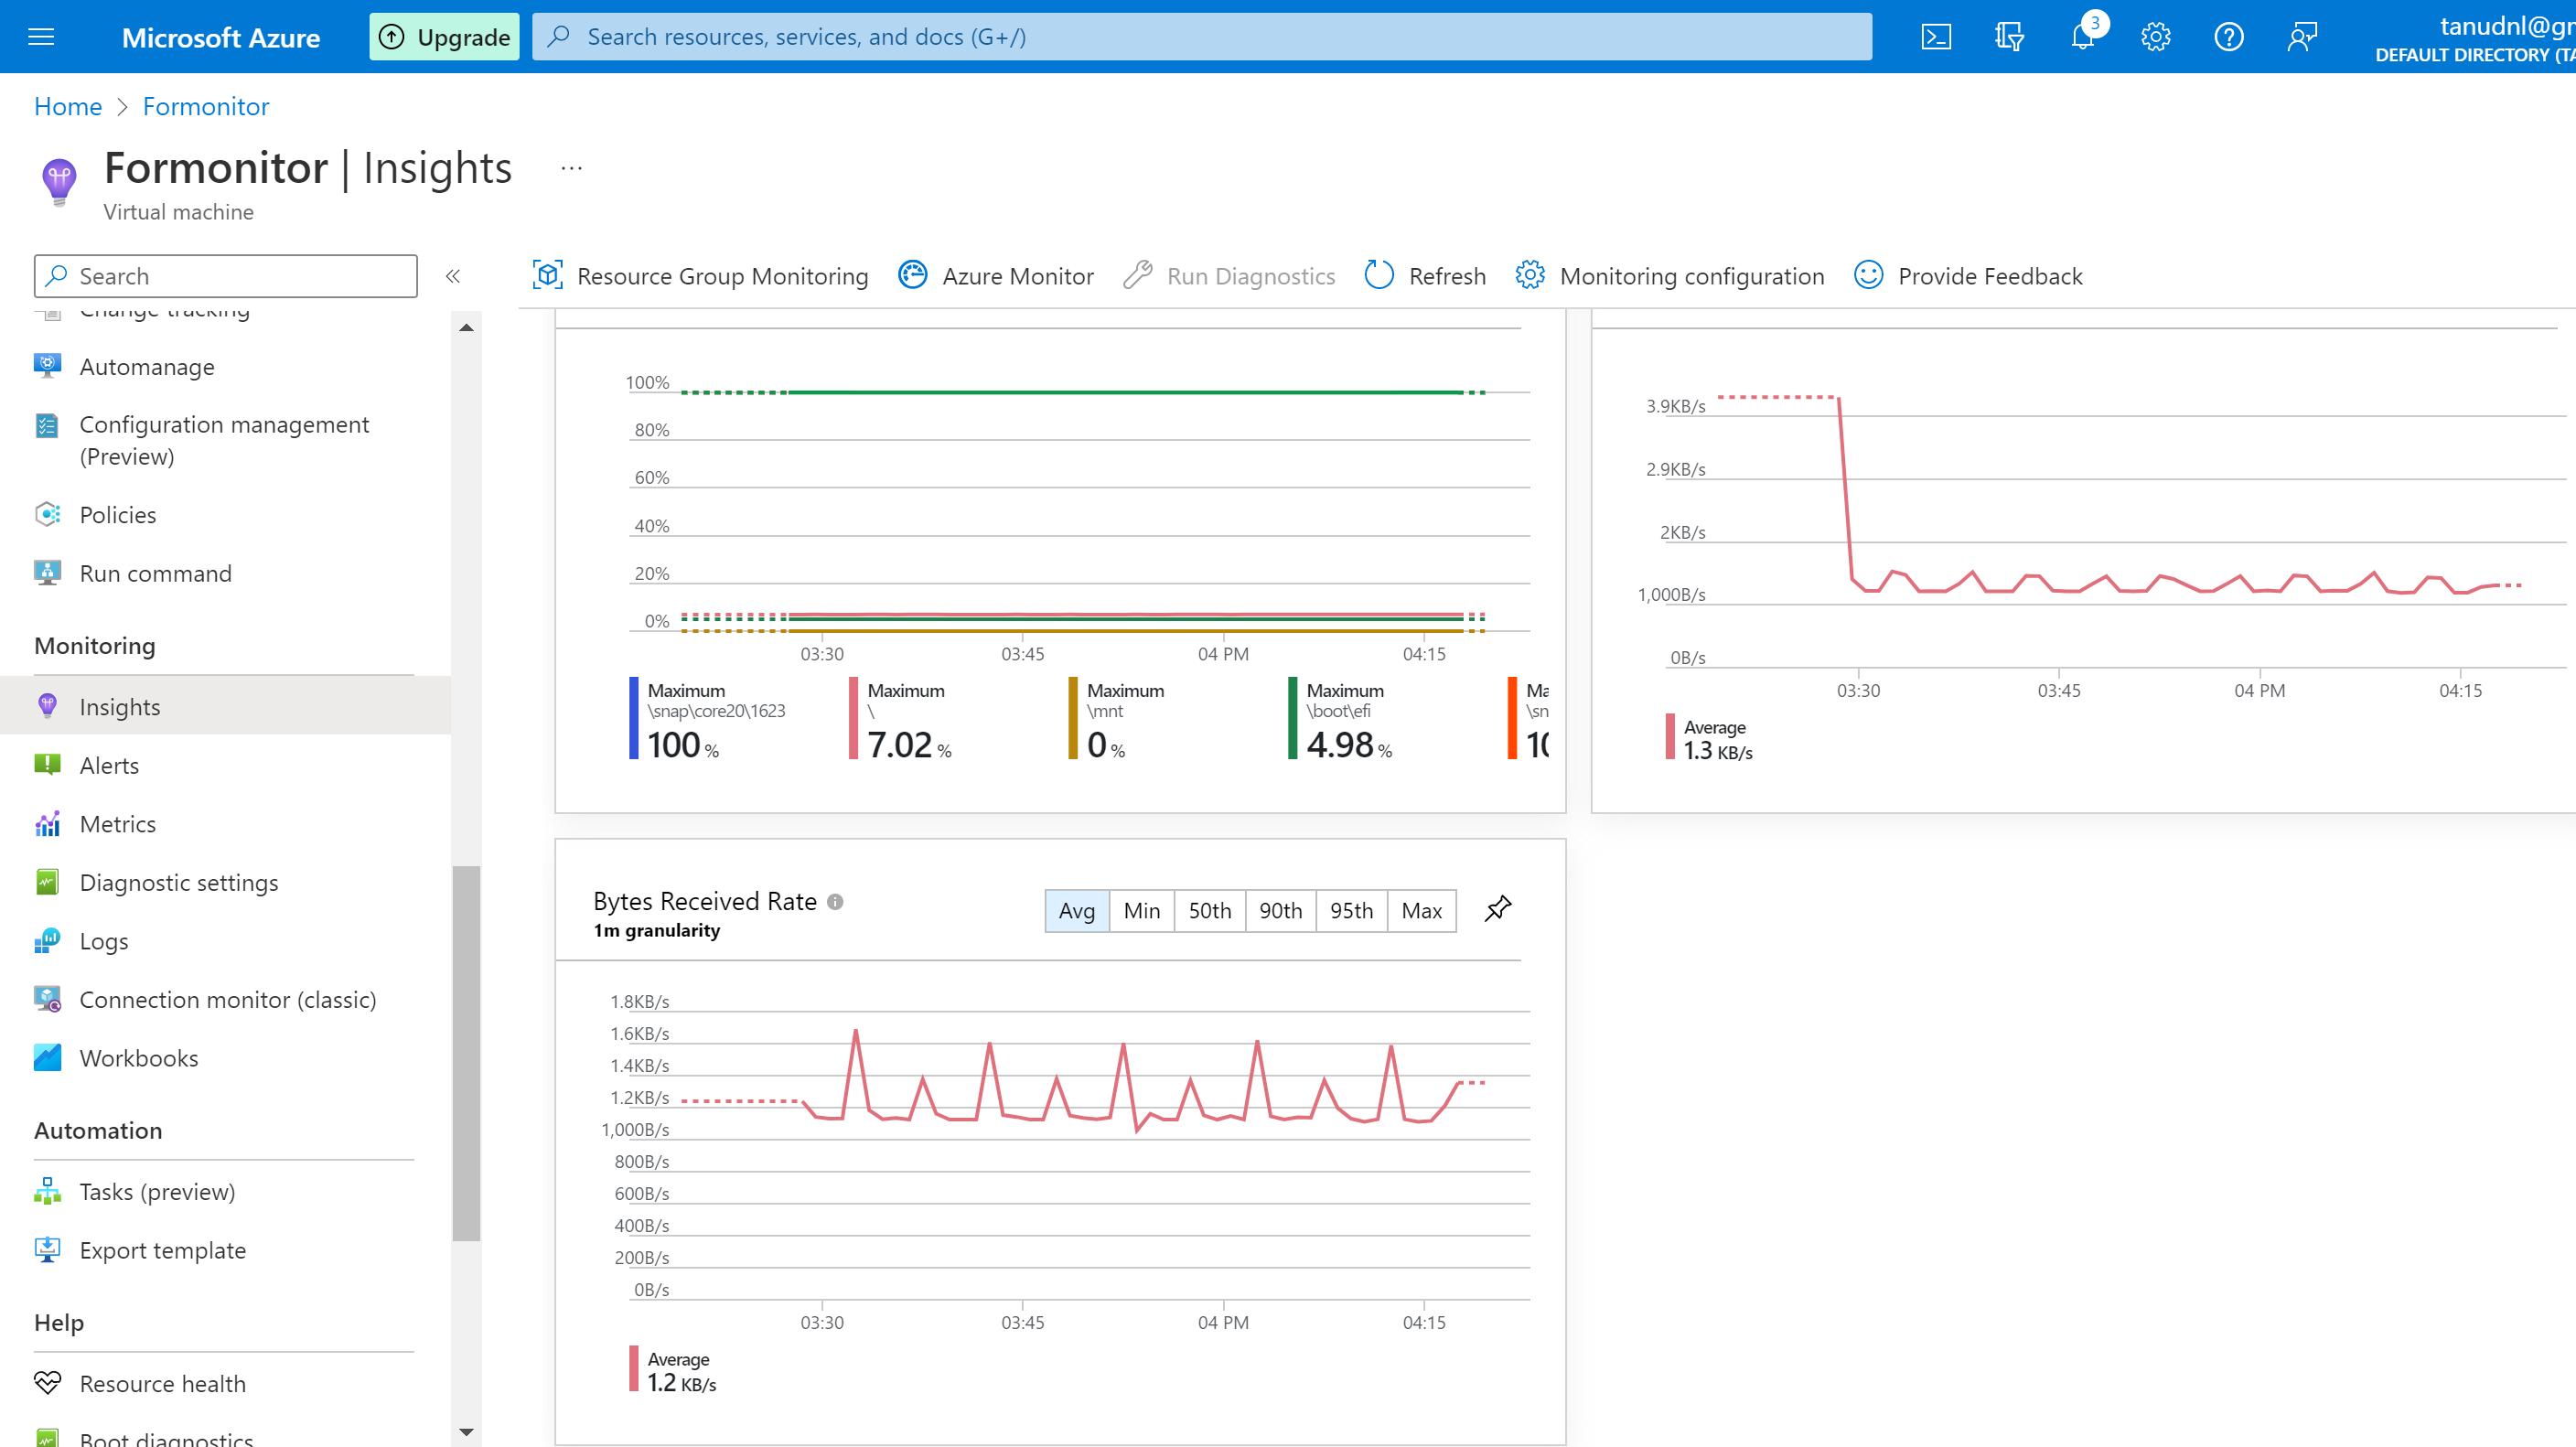 Microsoft Azure
Upgrade
Search resources, services, and docs (G+/)
3
tanudnl@gr
DEFAULT DIRECTORY (TA
Home > Formonitor
Formonitor | Insights ...
Virtual machine
Search
«
Resource Group Monitoring
Azure Monitor
Run Diagnostics
Refresh
Monitoring configuration
Provide Feedback
Change tracking
Automanage
Configuration management
(Preview)
Policies
Run command
Monitoring
Insights
Alerts
Metrics
Diagnostic settings
Logs
Connection monitor (classic)
Workbooks
Automation
Tasks (preview)
Export template
Help
Resource health
Boot diagnostics
100%
80%
60%
40%
20%
0%
03:30 03:45 04 PM 04:15
Maximum
\snap\core20\1623
100 %
Maximum
\
7.02 %
Maximum
\mnt
0 %
Maximum
\boot\efi
4.98 %
Ma
\sn
10
3.9KB/s
2.9KB/s
2KB/s
1,000B/s
0B/s
03:30 03:45 04 PM 04:15
Average
1.3 KB/s
Bytes Received Rate
1m granularity
Avg Min 50th 90th 95th Max
1.8KB/s
1.6KB/s
1.4KB/s
1.2KB/s
1,000B/s
800B/s
600B/s
400B/s
200B/s
0B/s
03:30 03:45 04 PM 04:15
Average
1.2 KB/s